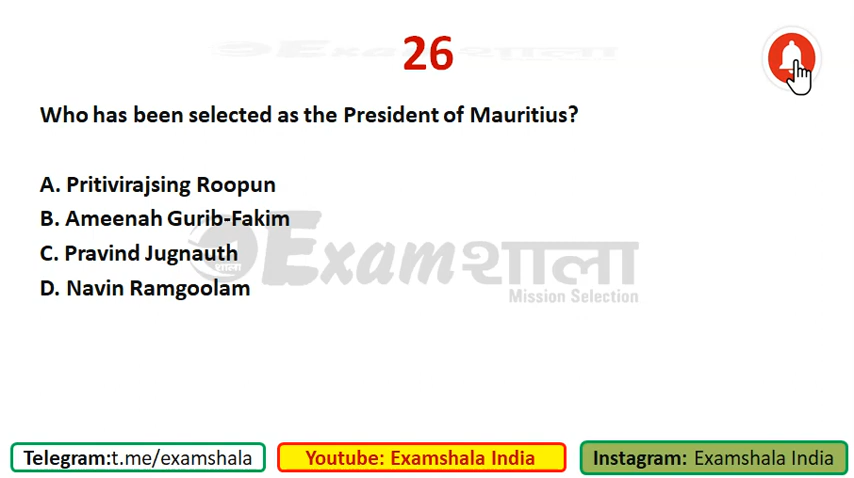 26
Who has been selected as the President of Mauritius?
A. Pritivirajsing Roopun
B. Ameenah Gurib-Fakim
C. Pravind Jugnauth
D. Navin Ramgoolam
Examशाला
शाला
Mission Selection
Telegram:t.me/examshala
Youtube: Examshala India
Instagram: Examshala India